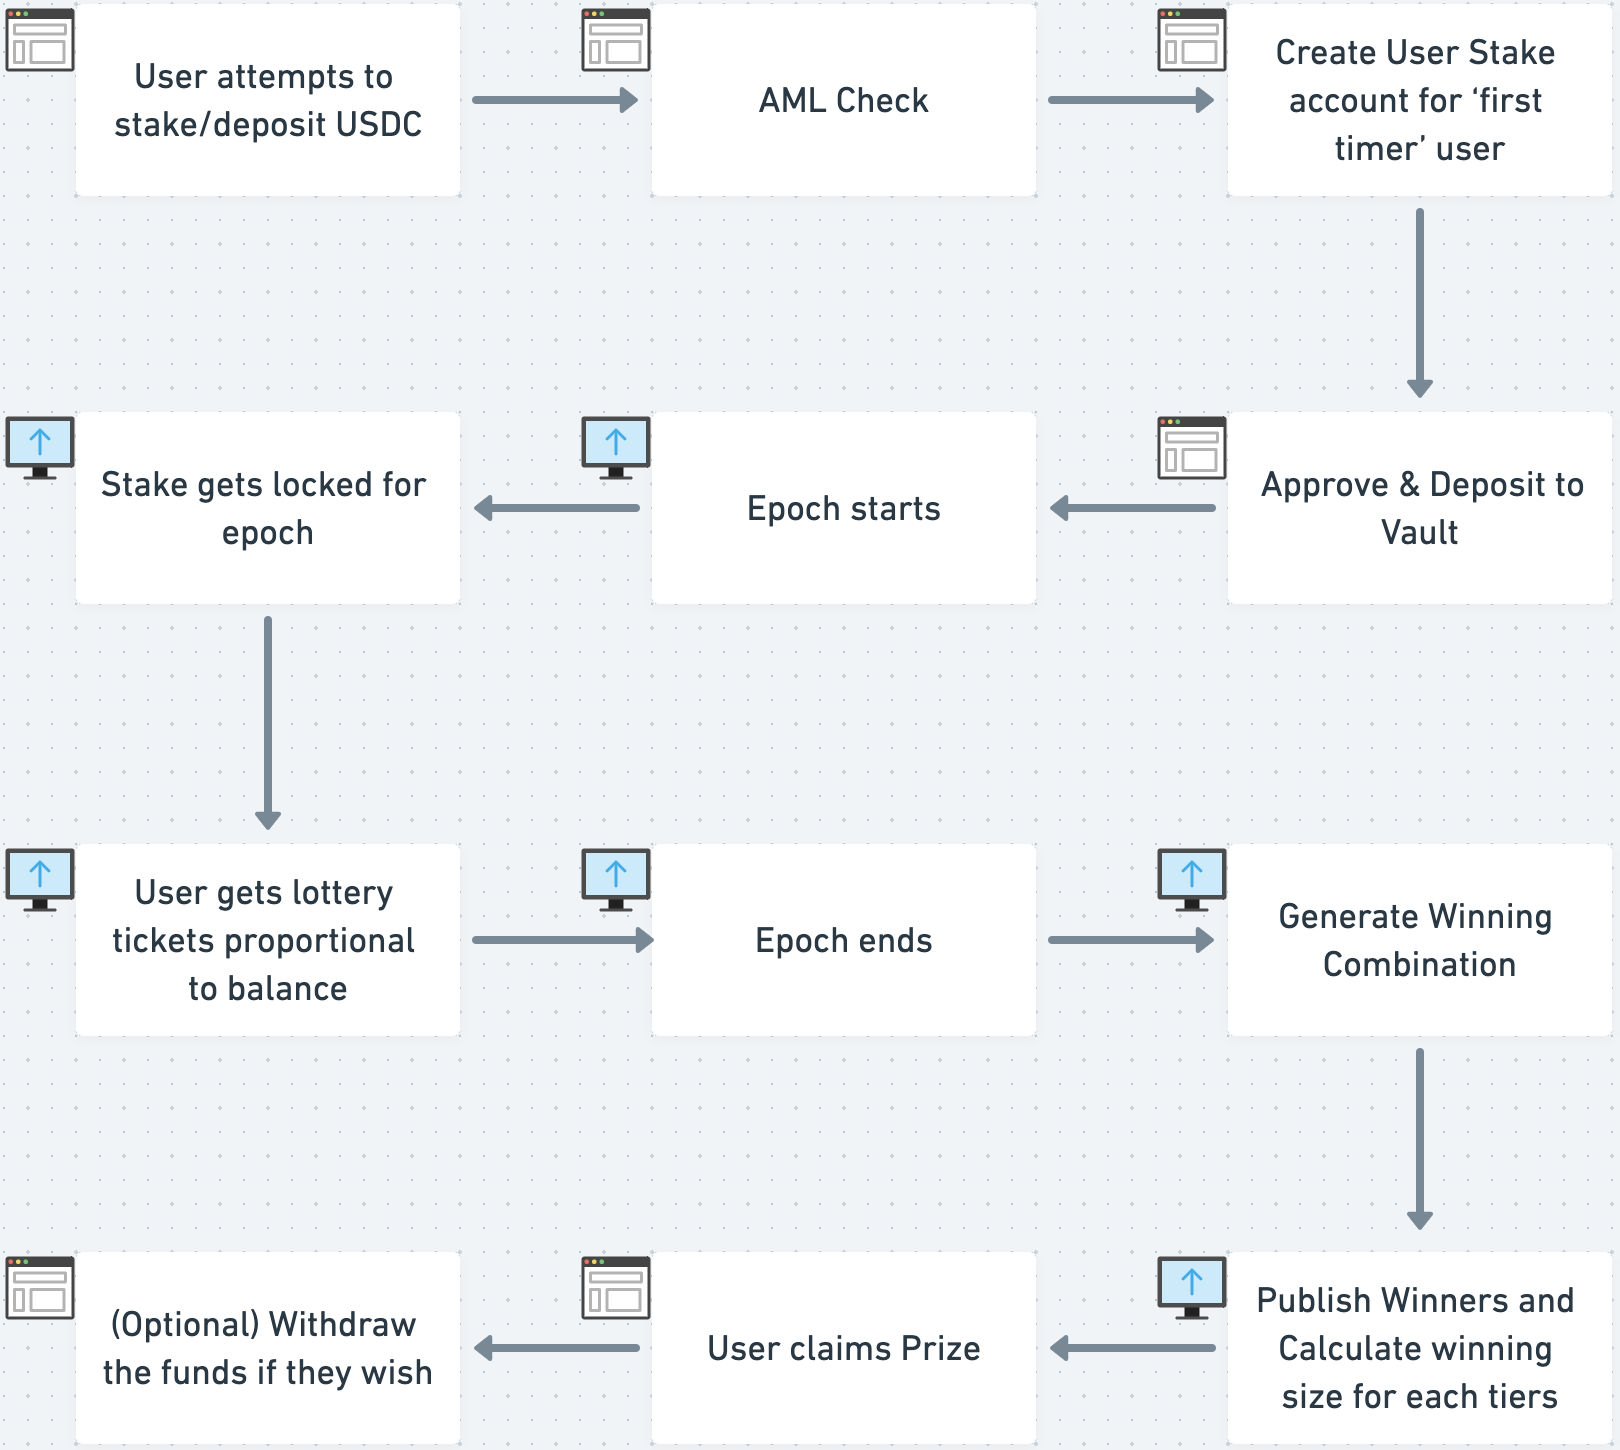 User attempts to
stake/deposit USDC
AML Check
Create User Stake
account for ‘first
timer’ user
Stake gets locked for
epoch
Epoch starts
Approve & Deposit to
Vault
User gets lottery
tickets proportional
to balance
Epoch ends
Generate Winning
Combination
(Optional) Withdraw
the funds if they wish
User claims Prize
Publish Winners and
Calculate winning
size for each tiers